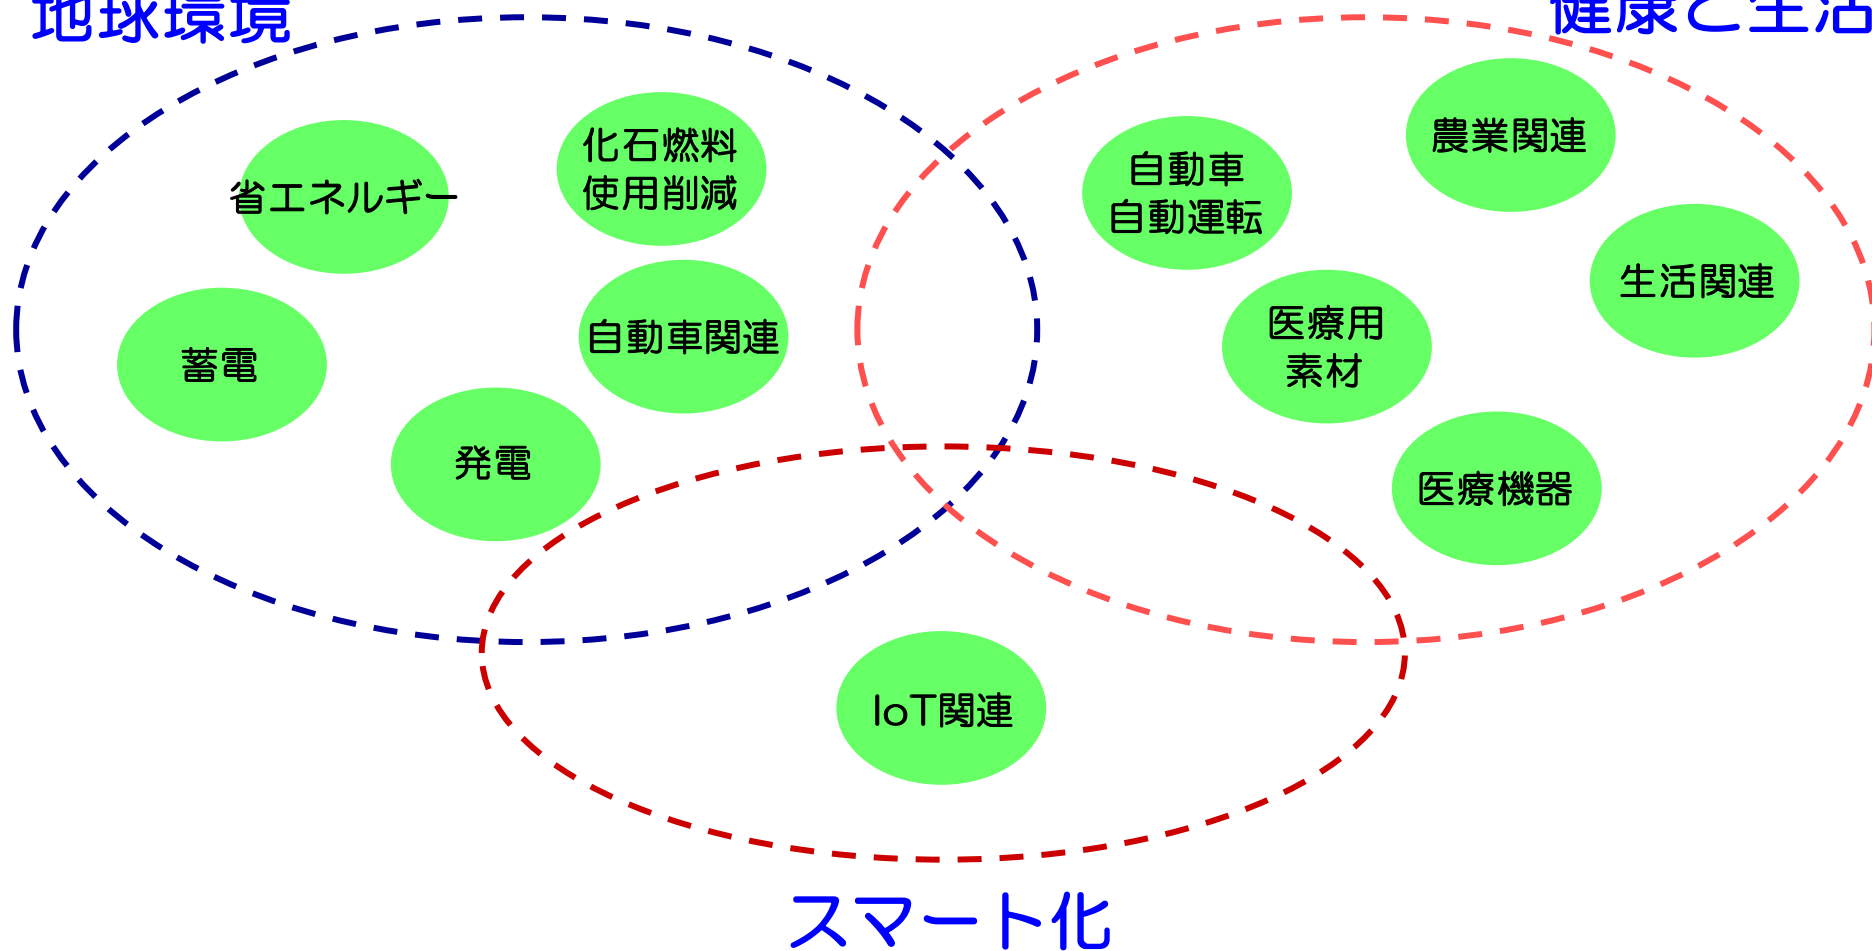 地球環境
健康と生活
化石燃料
使用削減
省エネルギー
自動車関連
蓄電
発電
農業関連
自動車
自動運転
生活関連
医療用
素材
医療機器
IoT関連
スマート化